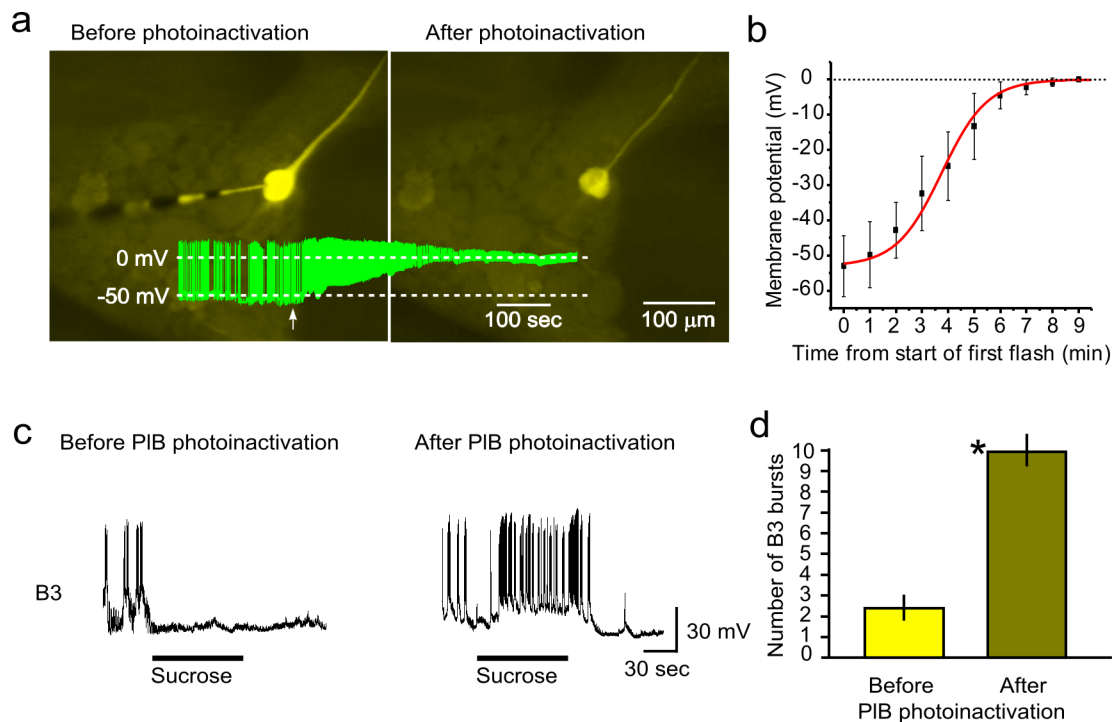 a
Before photoinactivation
After photoinactivation
0 mV
-50 mV
100 sec
100 μm
b
Membrane potential (mV)
0
-10
-20
-30
-40
-50
-60
0 1 2 3 4 5 6 7 8 9
Time from start of first flash (min)
c
Before PIB photoinactivation
After PIB photoinactivation
B3
30 mV
30 sec
Sucrose
Sucrose
d
Number of B3 bursts
10
9
8
7
6
5
4
3
2
1
0
*
Before
After
PIB photoinactivation